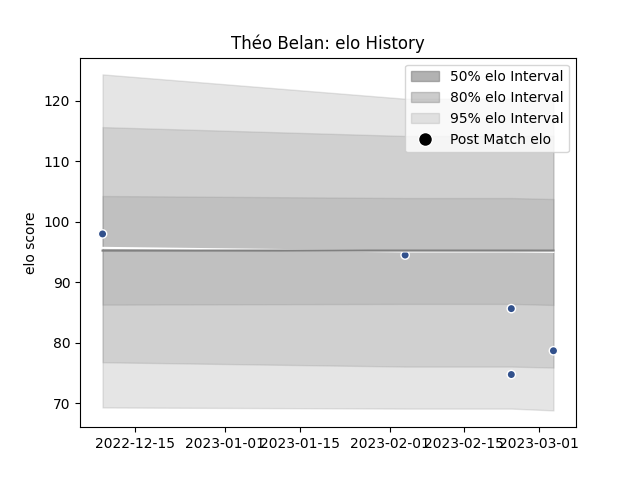 Théo Belan: elo History
50% elo Interval
80% elo Interval
95% elo Interval
Post Match elo
elo score
120
110
100
90
80
70
2022-12-15
2023-01-01
2023-01-15
2023-02-01
2023-02-15
2023-03-01